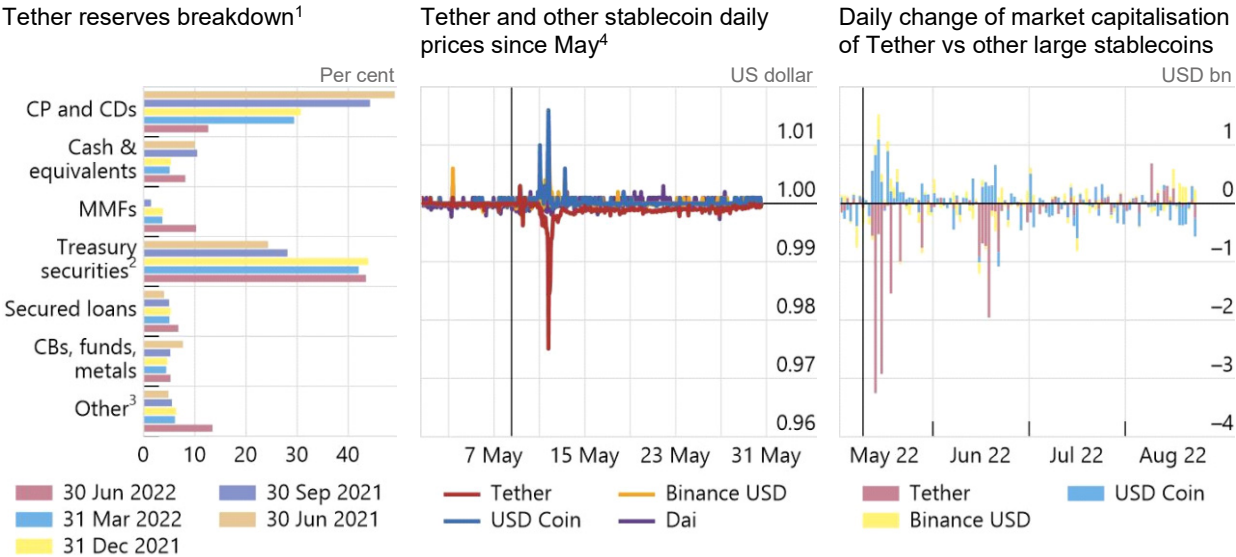 Tether reserves breakdown¹
Per cent
CP and CDs
Cash &
equivalents
MMFs
Treasury
securities²
Secured loans
CBs, funds,
metals
Other³
0 10 20 30 40
30 Jun 2022
31 Mar 2022
31 Dec 2021
30 Sep 2021
30 Jun 2021
Tether and other stablecoin daily
prices since May⁴
US dollar
1.01
1.00
0.99
0.98
0.97
0.96
7 May 15 May 23 May 31 May
Tether
USD Coin
Binance USD
Dai
Daily change of market capitalisation
of Tether vs other large stablecoins
USD bn
1
0
–1
–2
–3
–4
May 22 Jun 22 Jul 22 Aug 22
Tether
Binance USD
USD Coin